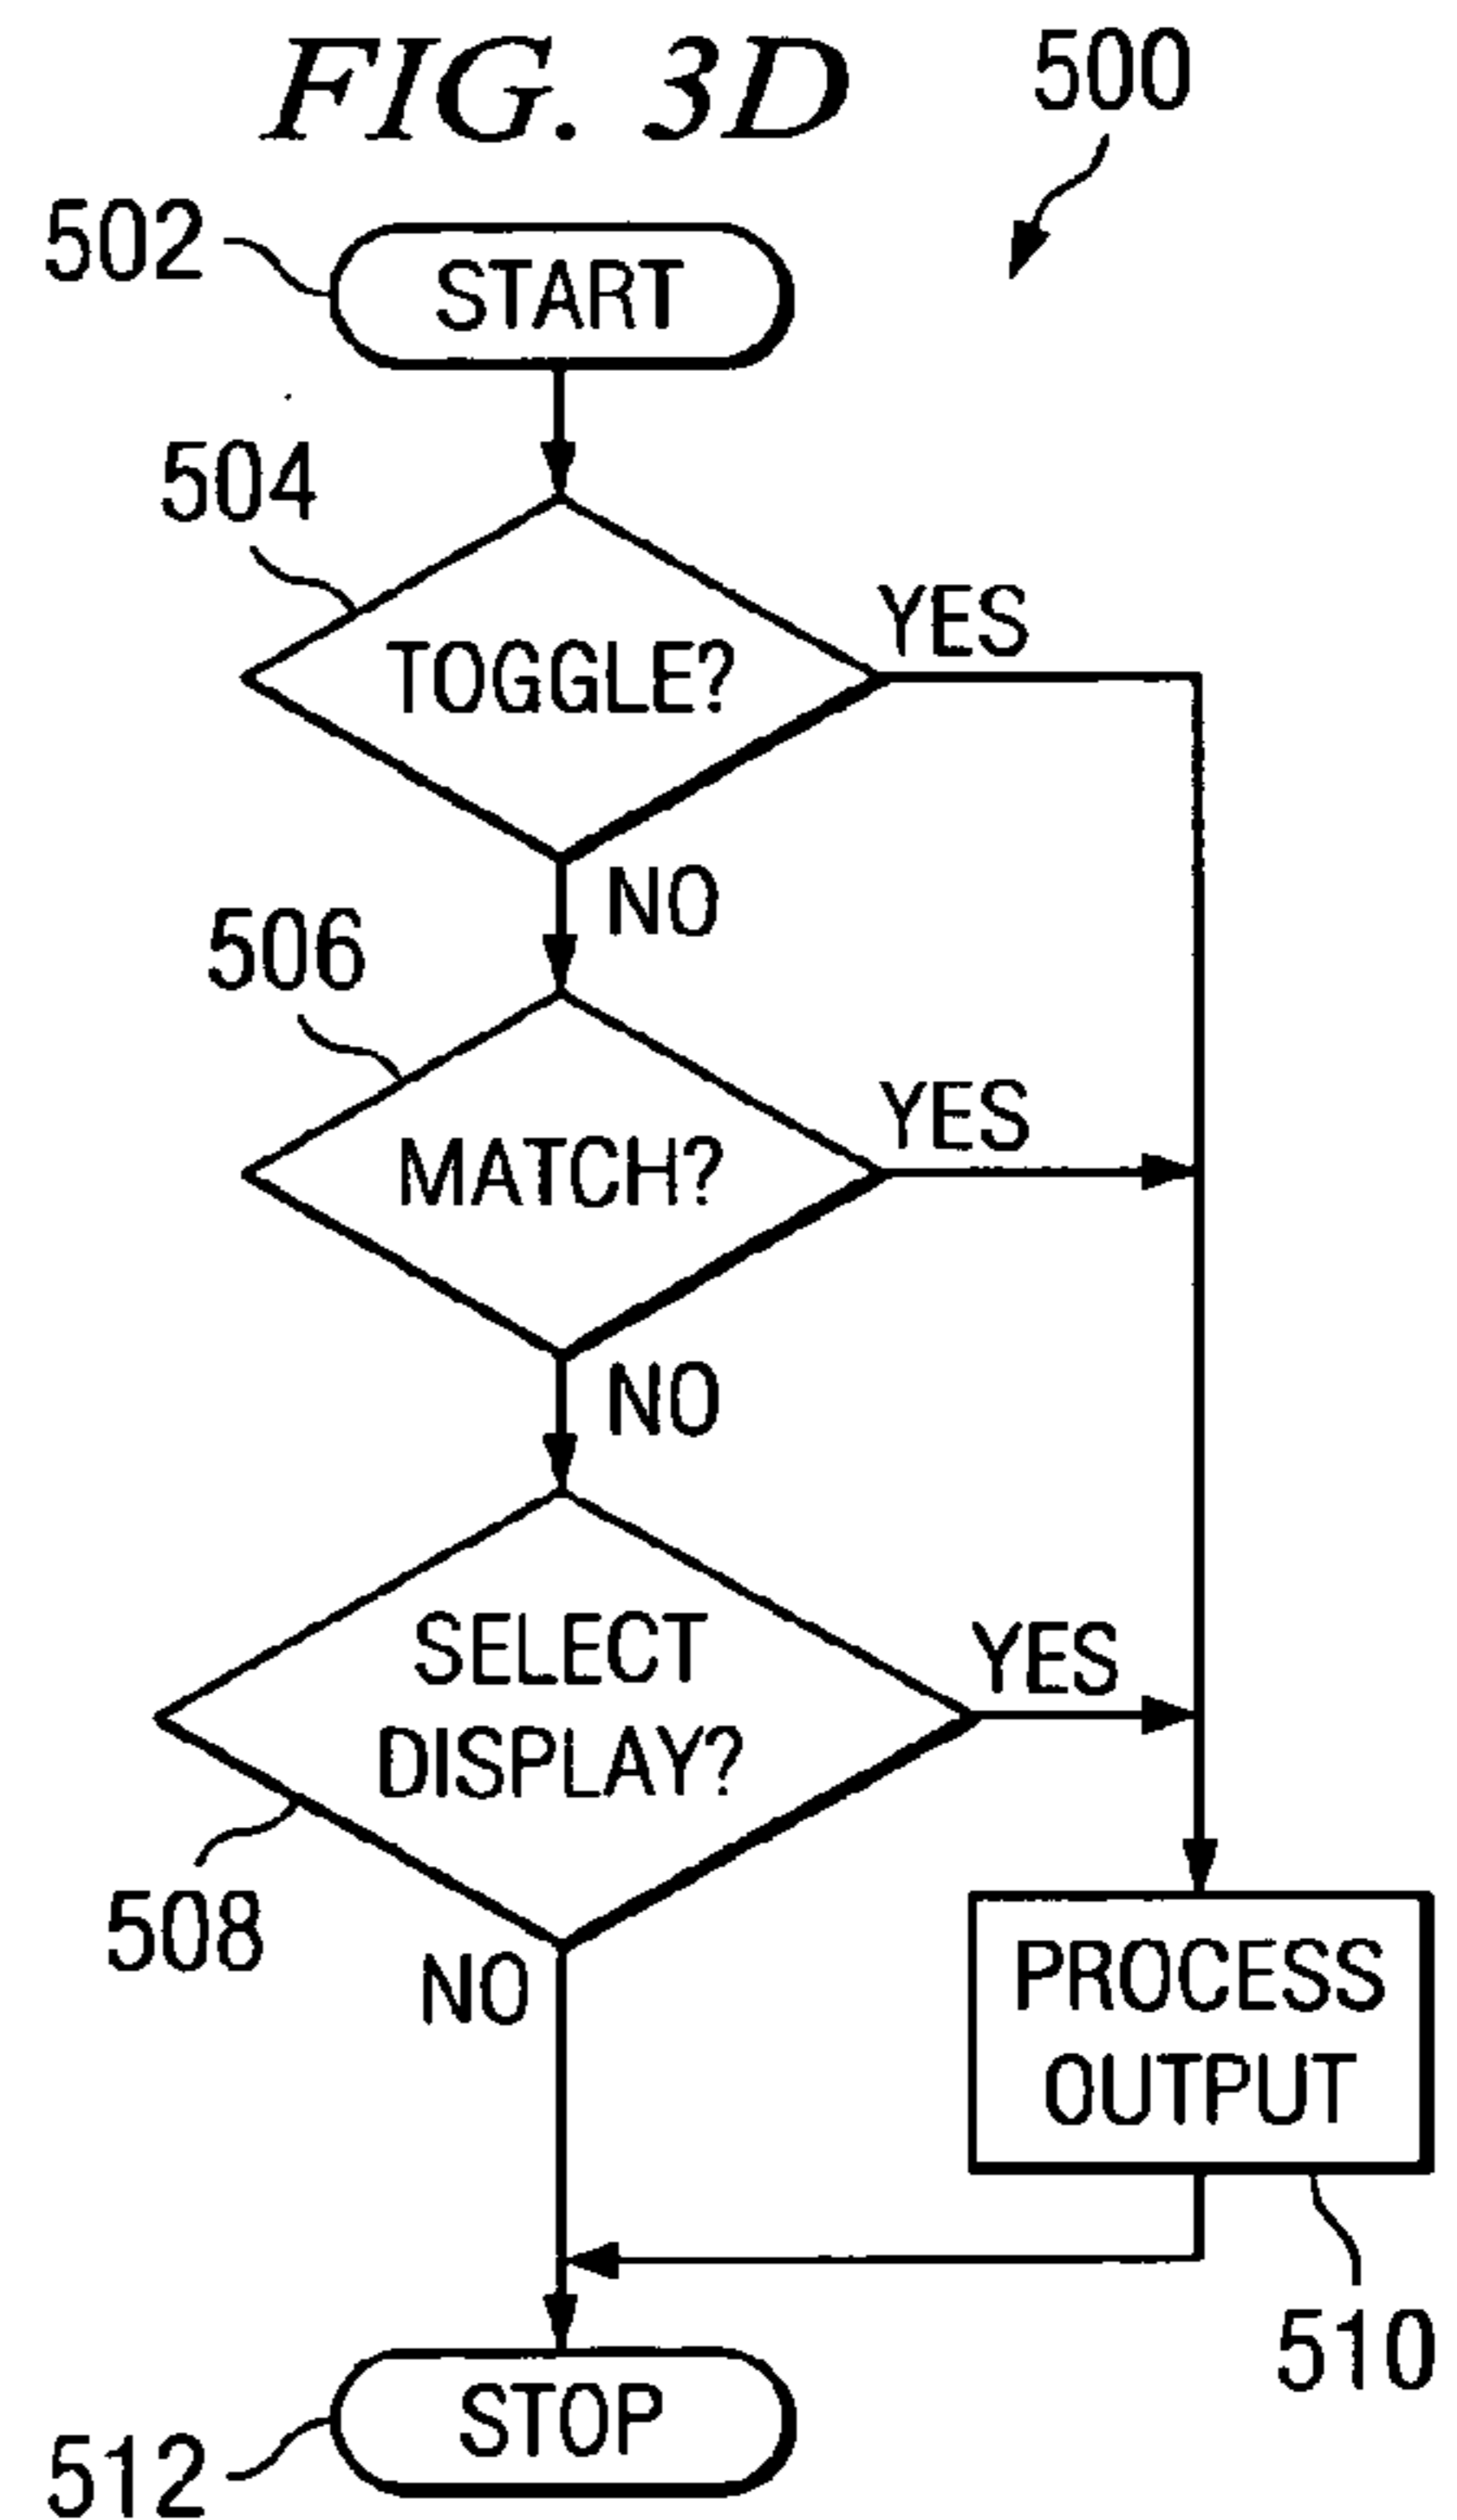 FIG. 3D
500
502
START
504
TOGGLE?
YES
NO
506
MATCH?
YES
NO
SELECT
DISPLAY?
YES
508
NO
PROCESS
OUTPUT
510
STOP
512